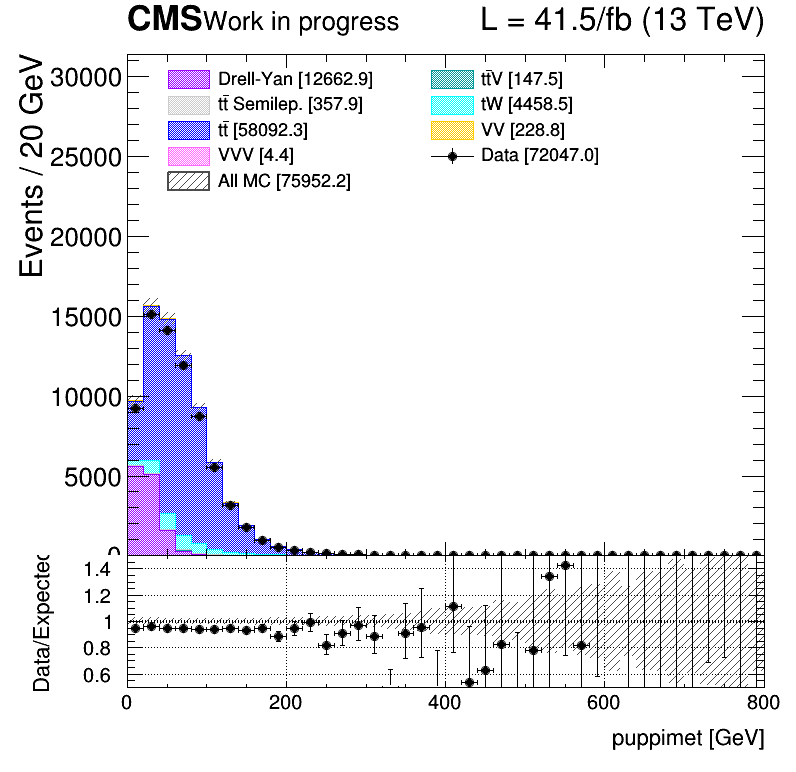 CMS Work in progress L = 41.5/fb (13 TeV)
Events / 20 GeV
30000
25000
20000
15000
10000
5000
0
Drell-Yan [12662.9]
tt̄ Semilep. [357.9]
tt̄ [58092.3]
VVV [4.4]
All MC [75952.2]
tt̄V [147.5]
tW [4458.5]
VV [228.8]
Data [72047.0]
Data/Expected
1.4
1.2
1
0.8
0.6
0 200 400 600 800
puppimet [GeV]